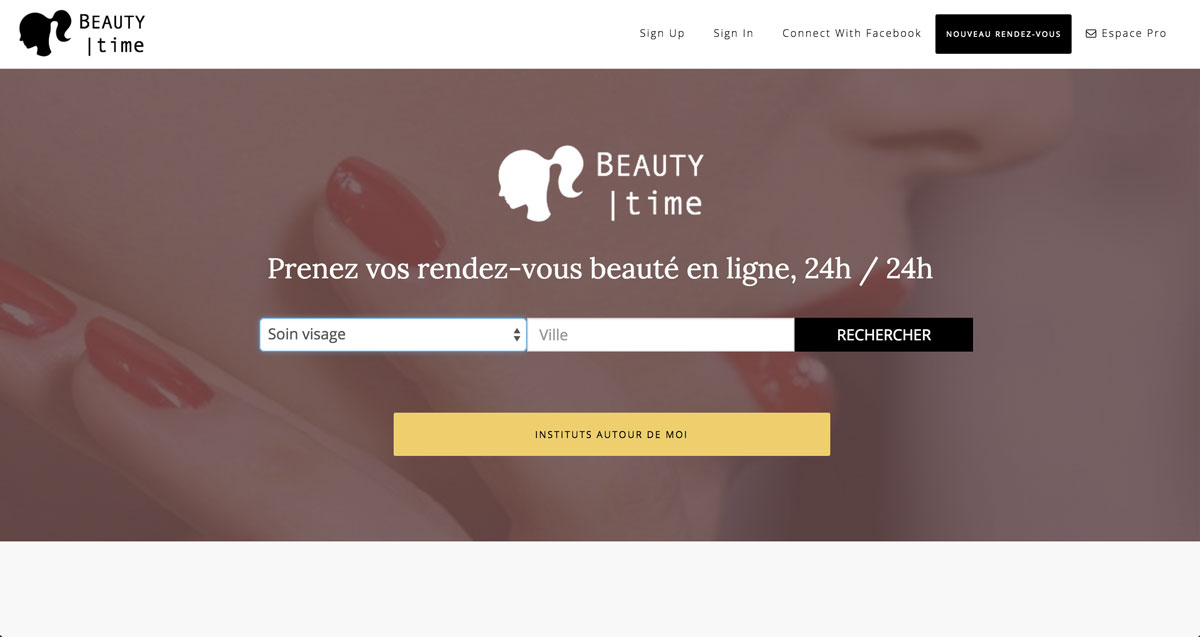 BEAUTY
|time
Sign Up
Sign In
Connect With Facebook
NOUVEAU RENDEZ-VOUS
Espace Pro
BEAUTY
|time
Prenez vos rendez-vous beauté en ligne, 24h / 24h
Soin visage
Ville
RECHERCHER
INSTITUTS AUTOUR DE MOI